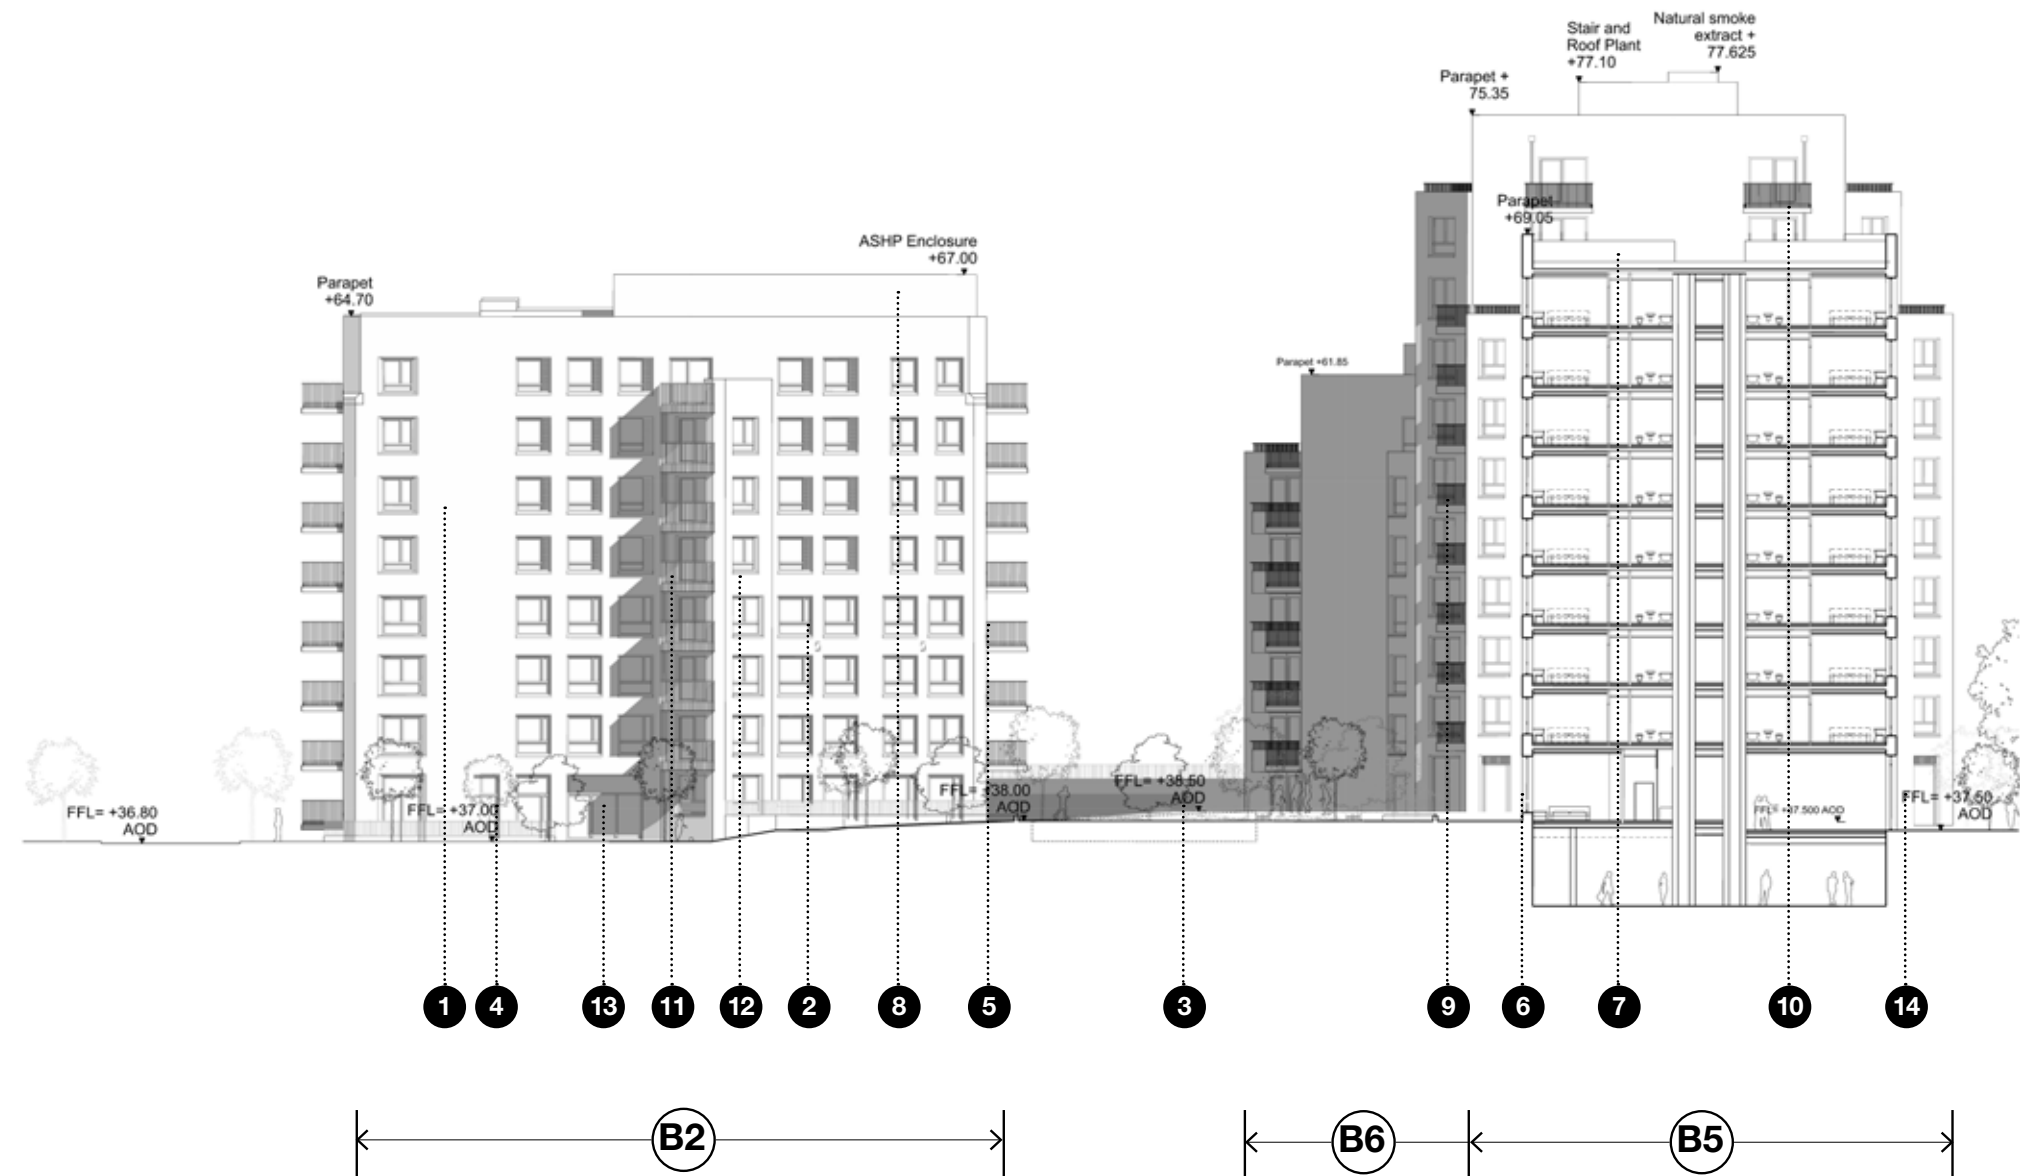 Natural smoke
extract +
77.625
Stair and
Roof Plant
+77.10
Parapet +
75.35
Parapet
+69.05
ASHP Enclosure
+67.00
Parapet
+64.70
Parapet +61.85
FFL= +36.80
AOD
FFL= +37.00
AOD
FFL= +38.00
AOD
FFL= +38.50
AOD
FFL= +37.500 AOD
FFL= +37.50
AOD
1 4 13 11 12 2 8 5 3 9 6 7 10 14
B2 B6 B5